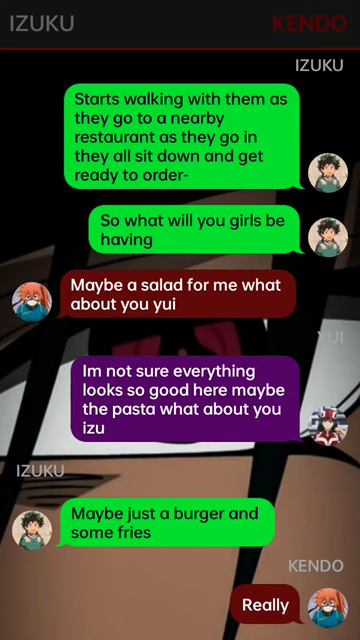 IZUKU
KENDO
IZUKU
Starts walking with them as
they go to a nearby
restaurant as they go in
they all sit down and get
ready to order-
So what will you girls be
having
Maybe a salad for me what
about you yui
YUI
Im not sure everything
looks so good here maybe
the pasta what about you
izu
IZUKU
Maybe just a burger and
some fries
KENDO
Really